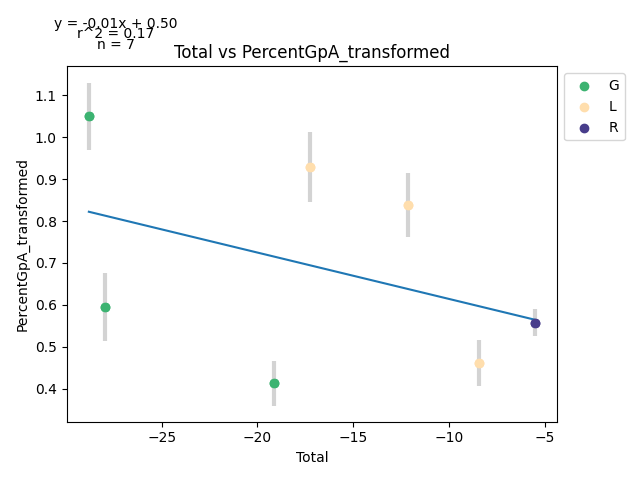 y = -0.01x + 0.50
r^2 = 0.17
n = 7
Total vs PercentGpA_transformed
G
L
R
PercentGpA_transformed
1.1
1.0
0.9
0.8
0.7
0.6
0.5
0.4
−25
−20
−15
−10
−5
Total